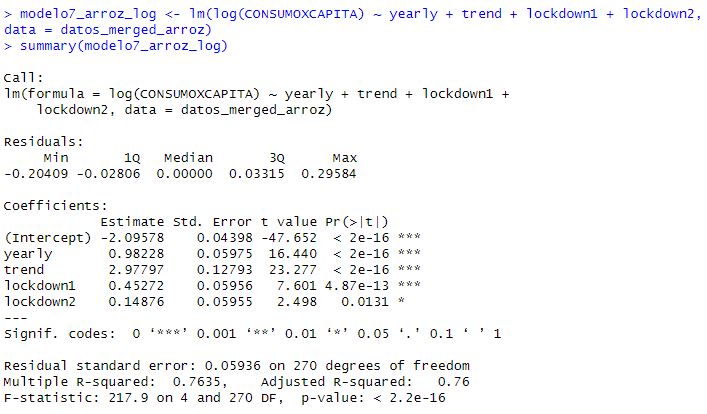 > modelo7_arroz_log <- lm(log(CONSUMOXCAPITA) ~ yearly + trend + lockdown1 + lockdown2,
data = datos_merged_arroz)
> summary(modelo7_arroz_log)

Call:
lm(formula = log(CONSUMOXCAPITA) ~ yearly + trend + lockdown1 +
    lockdown2, data = datos_merged_arroz)

Residuals:
     Min       1Q   Median       3Q      Max
-0.20409 -0.02806  0.00000  0.03315  0.29584

Coefficients:
            Estimate Std. Error t value Pr(>|t|)
(Intercept) -2.09578    0.04398 -47.652  < 2e-16 ***
yearly       0.98228    0.05975  16.440  < 2e-16 ***
trend        2.97797    0.12793  23.277  < 2e-16 ***
lockdown1    0.45272    0.05956   7.601 4.87e-13 ***
lockdown2    0.14876    0.05955   2.498   0.0131 *
---
Signif. codes:  0 ‘***’ 0.001 ‘**’ 0.01 ‘*’ 0.05 ‘.’ 0.1 ‘ ’ 1

Residual standard error: 0.05936 on 270 degrees of freedom
Multiple R-squared:  0.7635,    Adjusted R-squared:   0.76
F-statistic: 217.9 on 4 and 270 DF,  p-value: < 2.2e-16